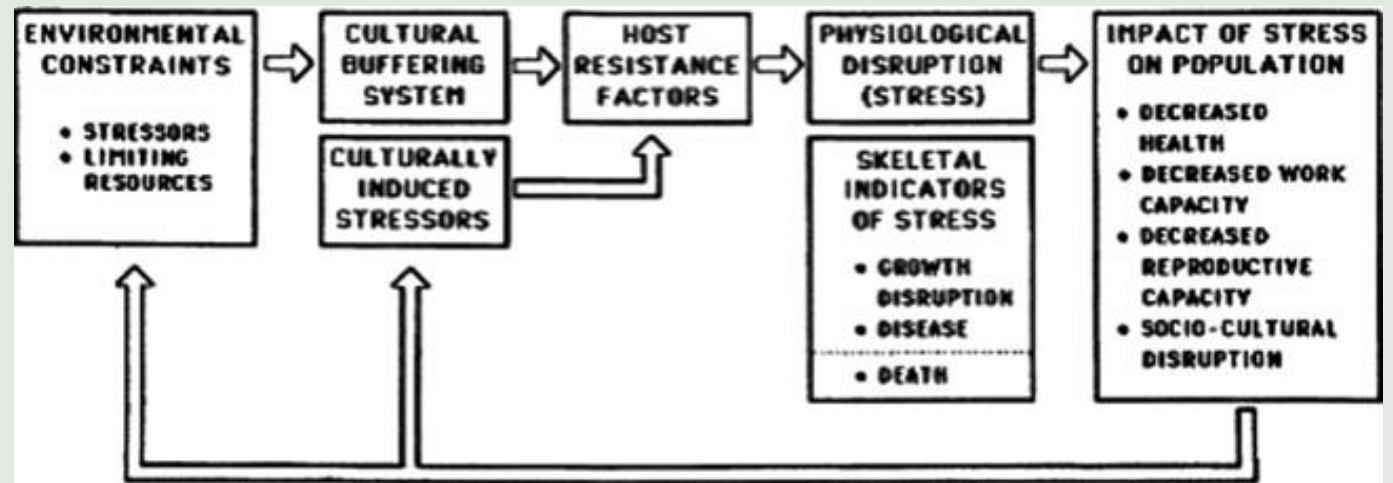 ENVIRONMENTAL
CONSTRAINTS
• STRESSORS
• LIMITING
RESOURCES
CULTURAL
BUFFERING
SYSTEM
CULTURALLY
INDUCED
STRESSORS
HOST
RESISTANCE
FACTORS
PHYSIOLOGICAL
DISRUPTION
(STRESS)
SKELETAL
INDICATORS
OF STRESS
• GROWTH
DISRUPTION
• DISEASE
• DEATH
IMPACT OF STRESS
ON POPULATION
• DECREASED
HEALTH
• DECREASED WORK
CAPACITY
• DECREASED
REPRODUCTIVE
CAPACITY
• SOCIO-CULTURAL
DISRUPTION